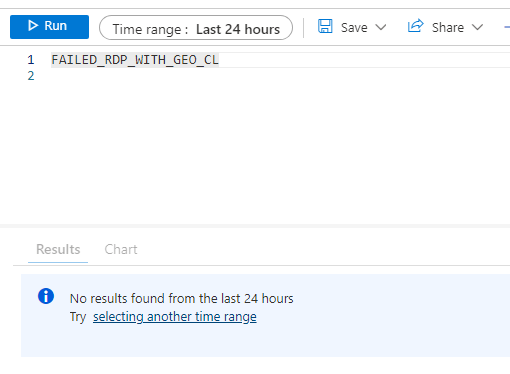 Run
Time range : Last 24 hours
Save
Share
1 FAILED_RDP_WITH_GEO_CL
2
Results
Chart
No results found from the last 24 hours
Try selecting another time range